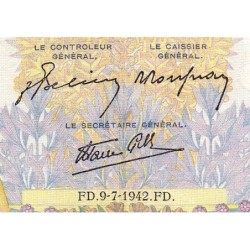 LE CONTROLEUR GÉNÉRAL,
LE CAISSIER GÉNÉRAL,
LE SECRÉTAIRE GÉNÉRAL,
FD.9-7-1942.FD.